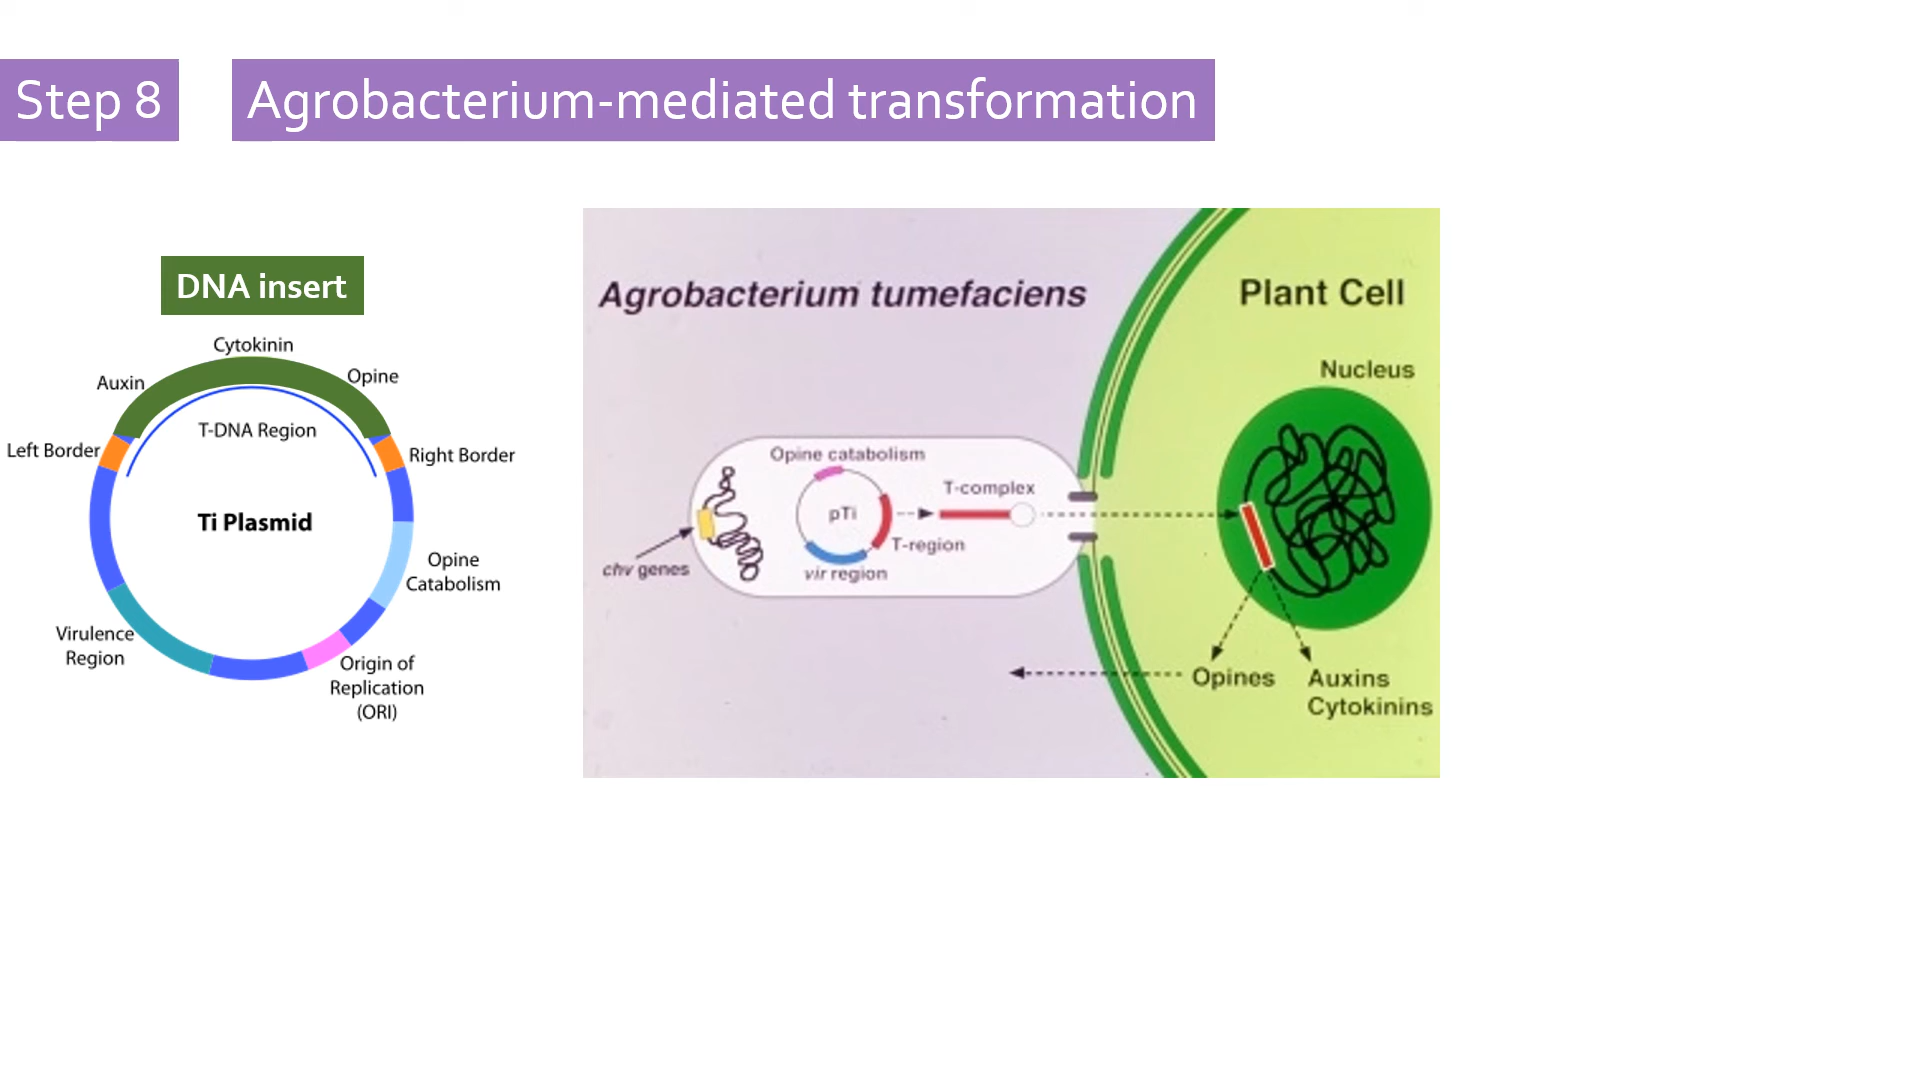 Step 8
Agrobacterium-mediated transformation
DNA insert
Cytokinin
Auxin
Opine
T-DNA Region
Left Border
Right Border
Ti Plasmid
Opine
Catabolism
Virulence
Region
Origin of
Replication
(ORI)
Agrobacterium tumefaciens
Plant Cell
Nucleus
Opine catabolism
T-complex
pTi
T-region
chv genes
vir region
Opines
Auxins
Cytokinins